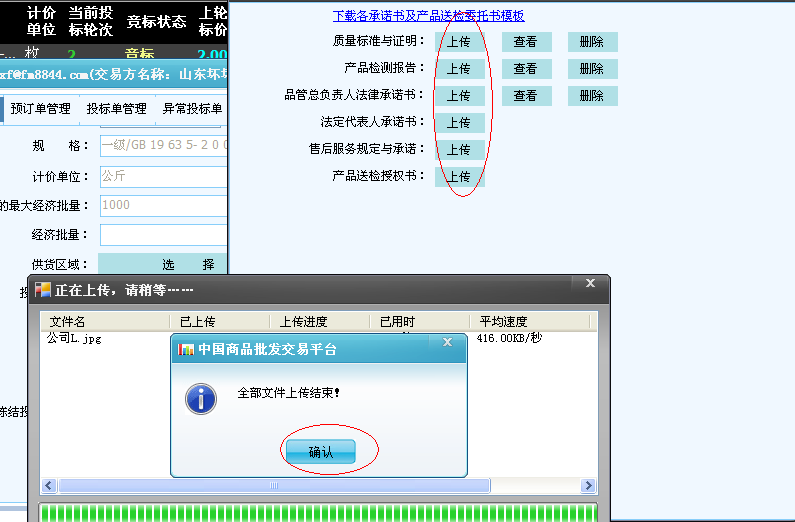 计价单位 当前投标轮次 竞标状态 上轮标价
枚 2 竞标 2.00
xf@fm8844.com(交易方名称: 山东坏
预订单管理 投标单管理 异常投标单
规 格: 一级/GB 19 63 5- 2 0 0
计价单位: 公斤
的最大经济批量: 1000
经济批量:
供货区域: 选 择
冻结投
下载各承诺书及产品送检委托书模板
质量标准与证明: 上传 查看 删除
产品检测报告: 上传 查看 删除
品管总负责人法律承诺书: 上传 查看 删除
法定代表人承诺书: 上传
售后服务规定与承诺: 上传
产品送检授权书: 上传
正在上传，请稍等……
文件名 已上传 上传进度 已用时 平均速度
公司L.jpg 416.00KB/秒
中国商品批发交易平台
全部文件上传结束!
确认